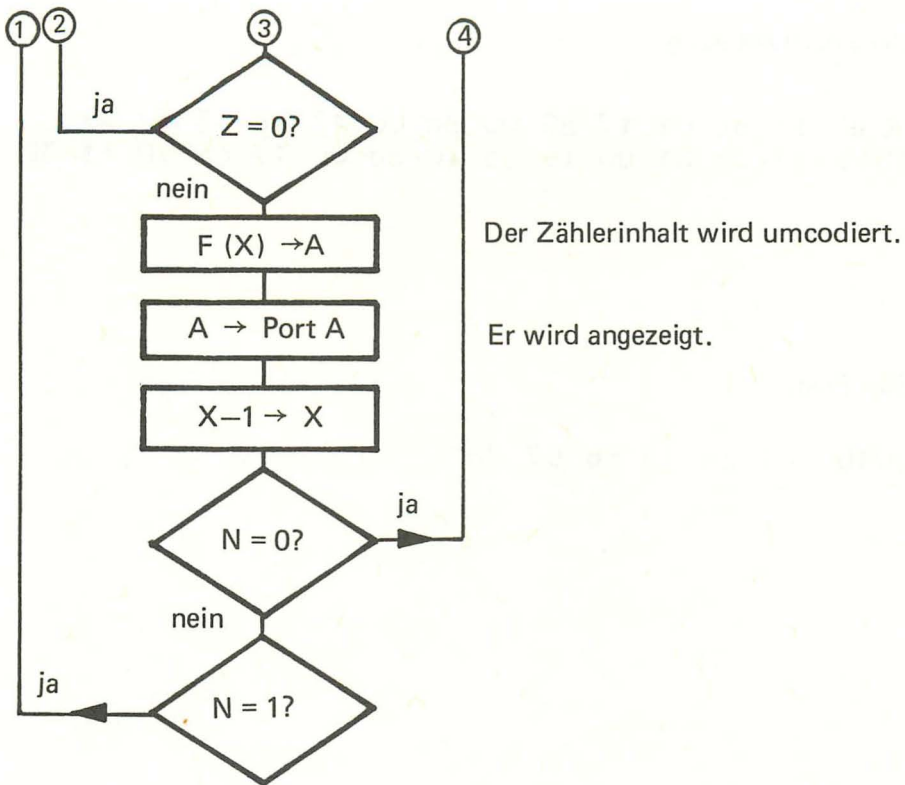 1 2 3 4
ja
Z = 0?
nein
F (X) → A
Der Zählerinhalt wird umcodiert.
A → Port A
Er wird angezeigt.
X–1 → X
ja
N = 0?
nein
ja
N = 1?